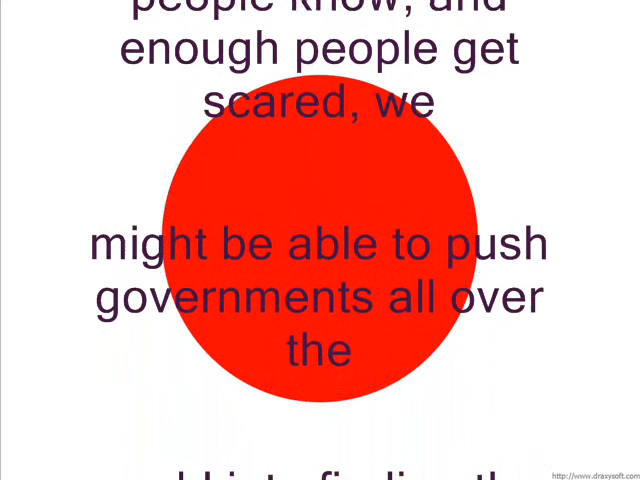 people know, and
enough people get
scared, we
might be able to push
governments all over
the
http://www.draxysoft.com